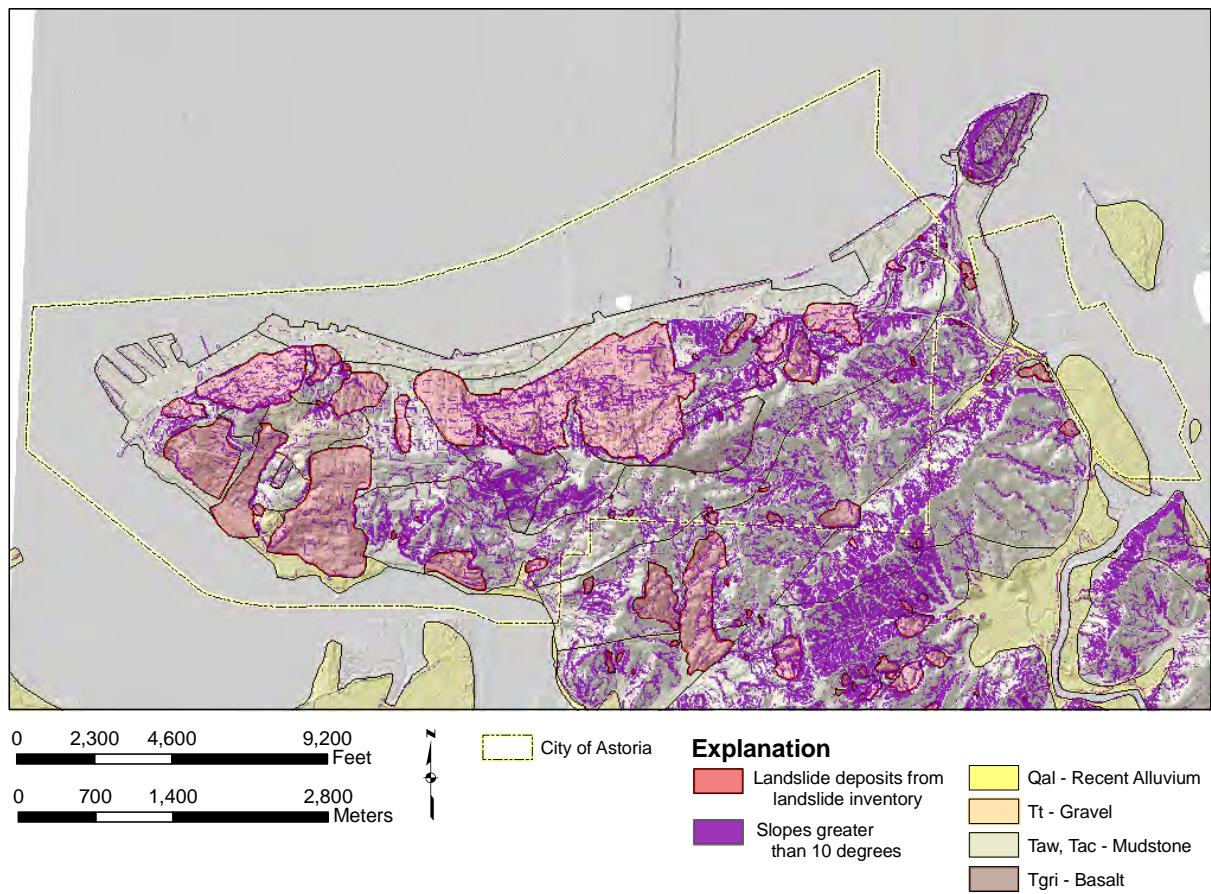 0 2,300 4,600 9,200
Feet
0 700 1,400 2,800
Meters
N
City of Astoria
Explanation
Landslide deposits from
landslide inventory
Slopes greater
than 10 degrees
Qal - Recent Alluvium
Tt - Gravel
Taw, Tac - Mudstone
Tgri - Basalt